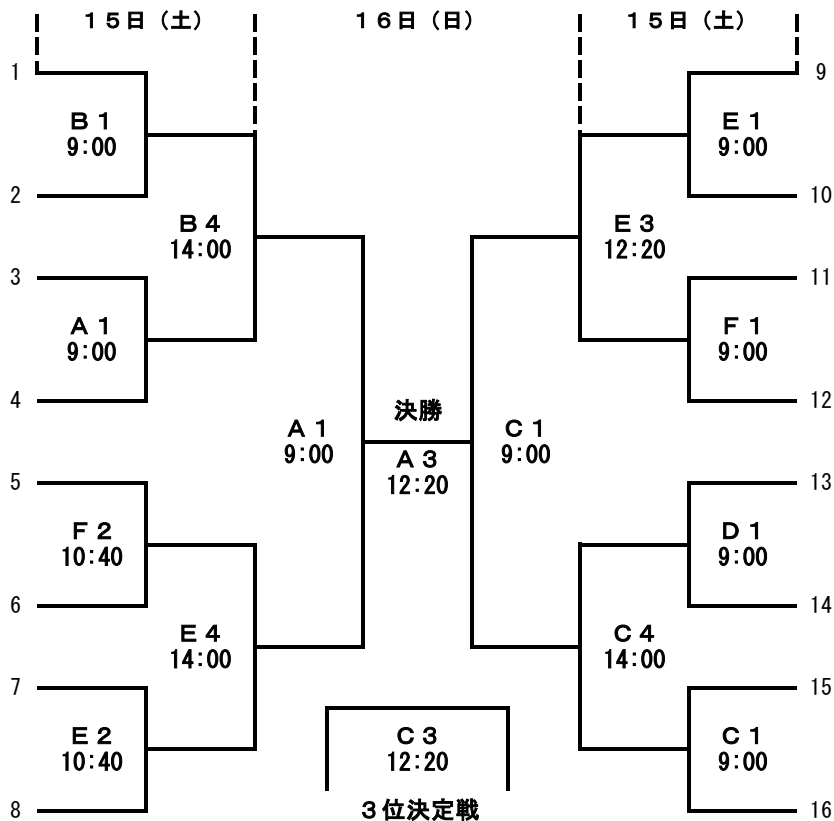 １５日（土）
１６日（日）
１５日（土）
1
9
Ｂ１
9:00
Ｅ１
9:00
2
10
Ｂ４
14:00
Ｅ３
12:20
3
11
Ａ１
9:00
Ｆ１
9:00
4
12
決勝
Ａ１
9:00
Ａ３
12:20
Ｃ１
9:00
5
13
Ｆ２
10:40
Ｄ１
9:00
6
14
Ｅ４
14:00
Ｃ４
14:00
7
15
Ｅ２
10:40
Ｃ３
12:20
Ｃ１
9:00
8
３位決定戦
16